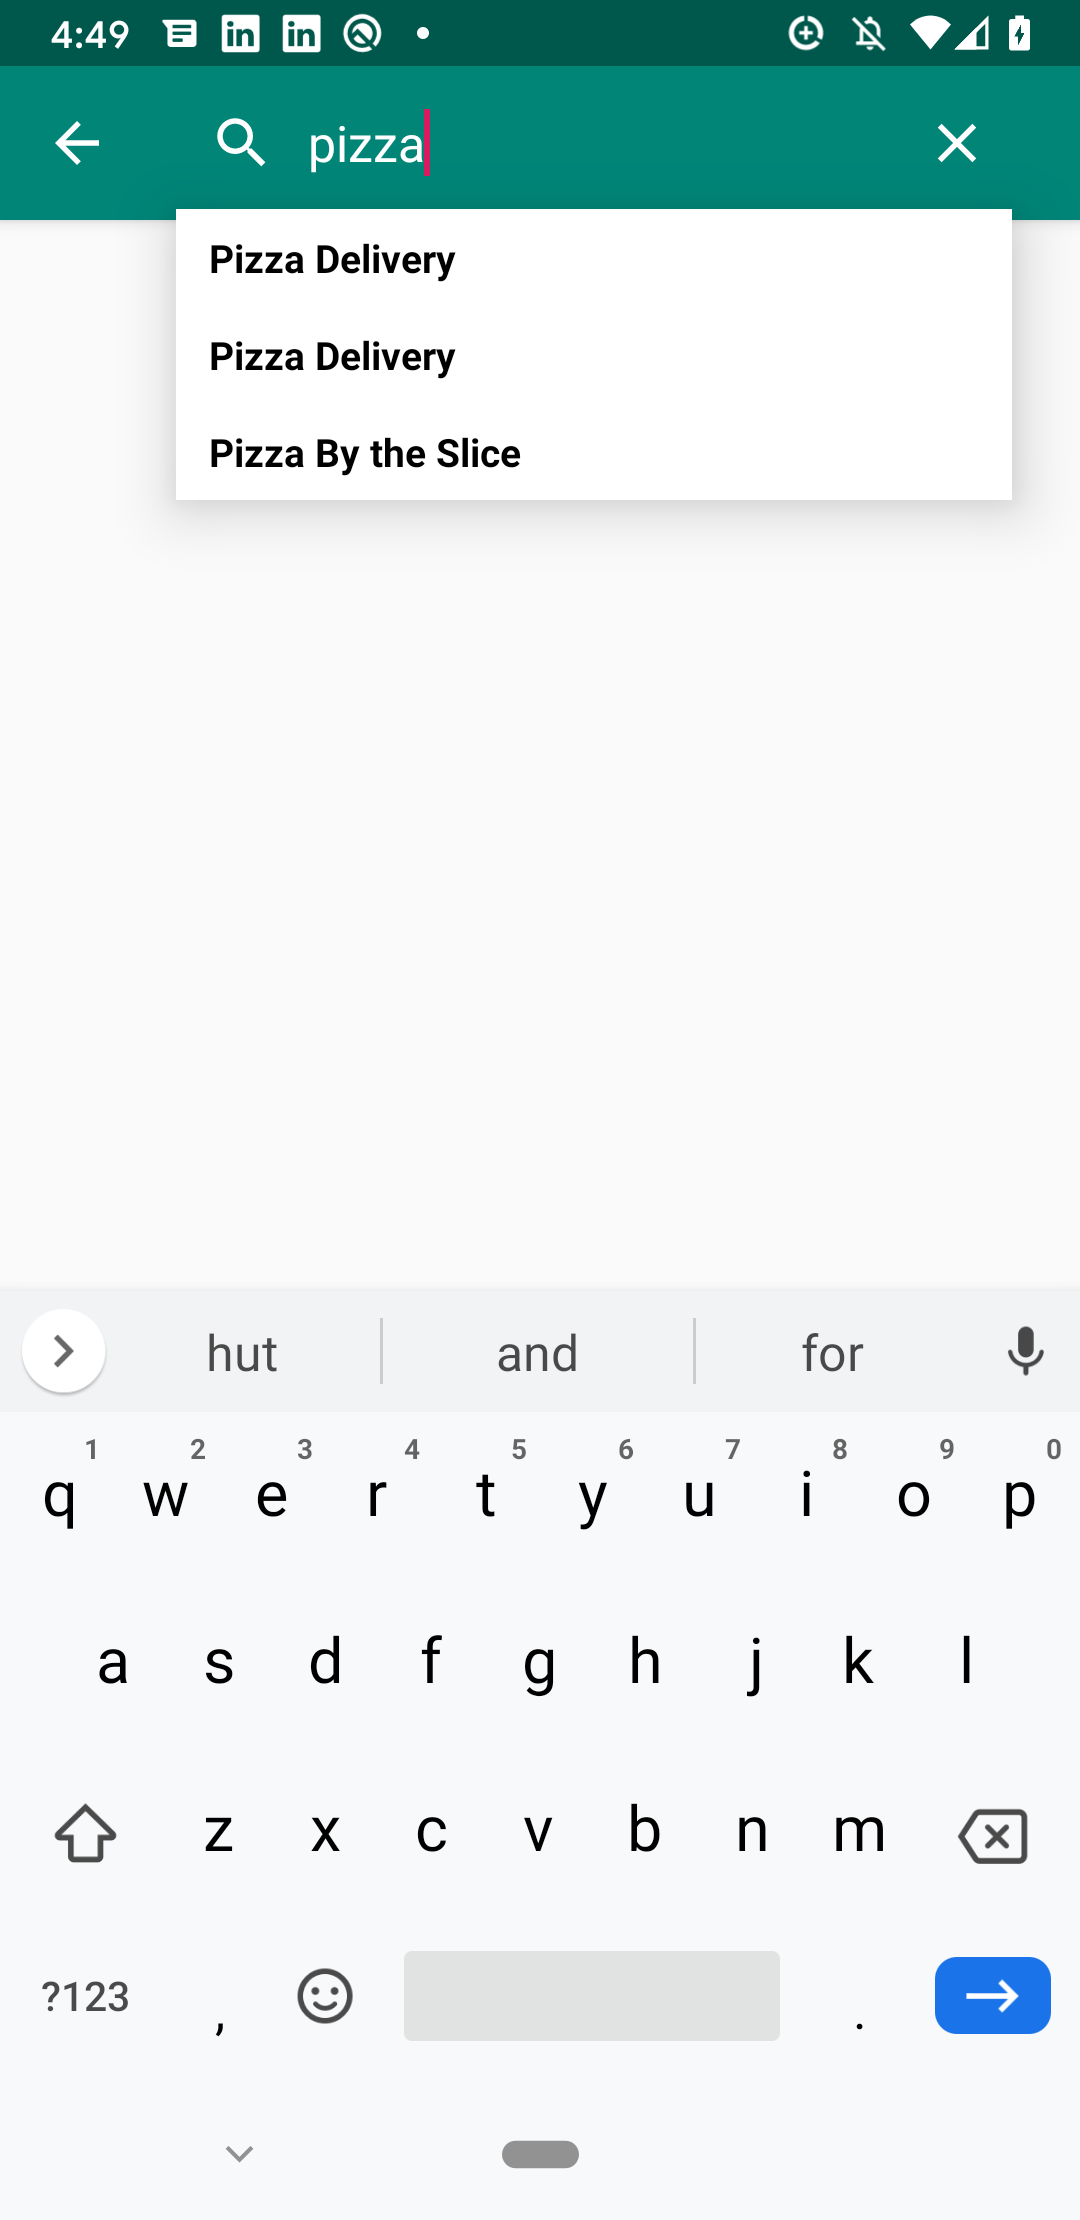 4:49
pizza
Pizza Delivery
Pizza Delivery
Pizza By the Slice
hut and for
1 2 3 4 5 6 7 8 9 0
q w e r t y u i o p
a s d f g h j k l
z x c v b n m
?123 , .